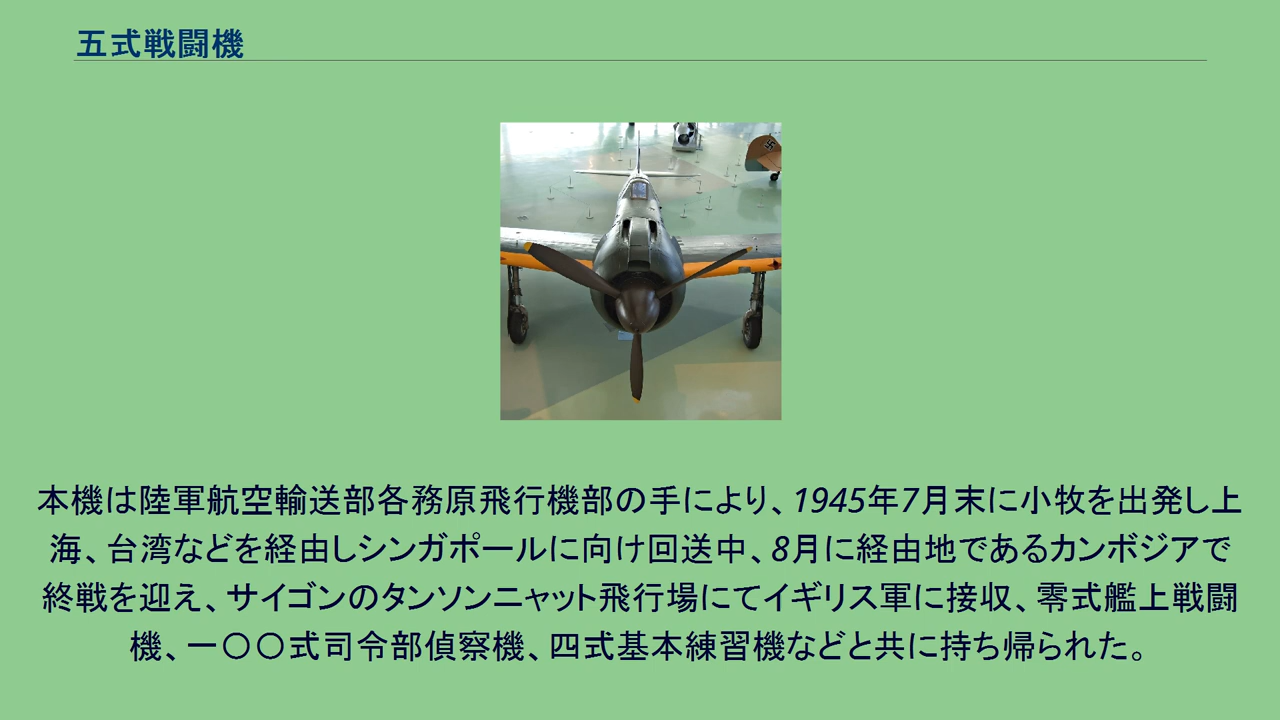 五式戦闘機
本機は陸軍航空輸送部各務原飛行機部の手により、1945年7月末に小牧を出発し上
海、台湾などを経由しシンガポールに向け回送中、8月に経由地であるカンボジアで
終戦を迎え、サイゴンのタンソンニャット飛行場にてイギリス軍に接収、零式艦上戦闘
機、一〇〇式司令部偵察機、四式基本練習機などと共に持ち帰られた。